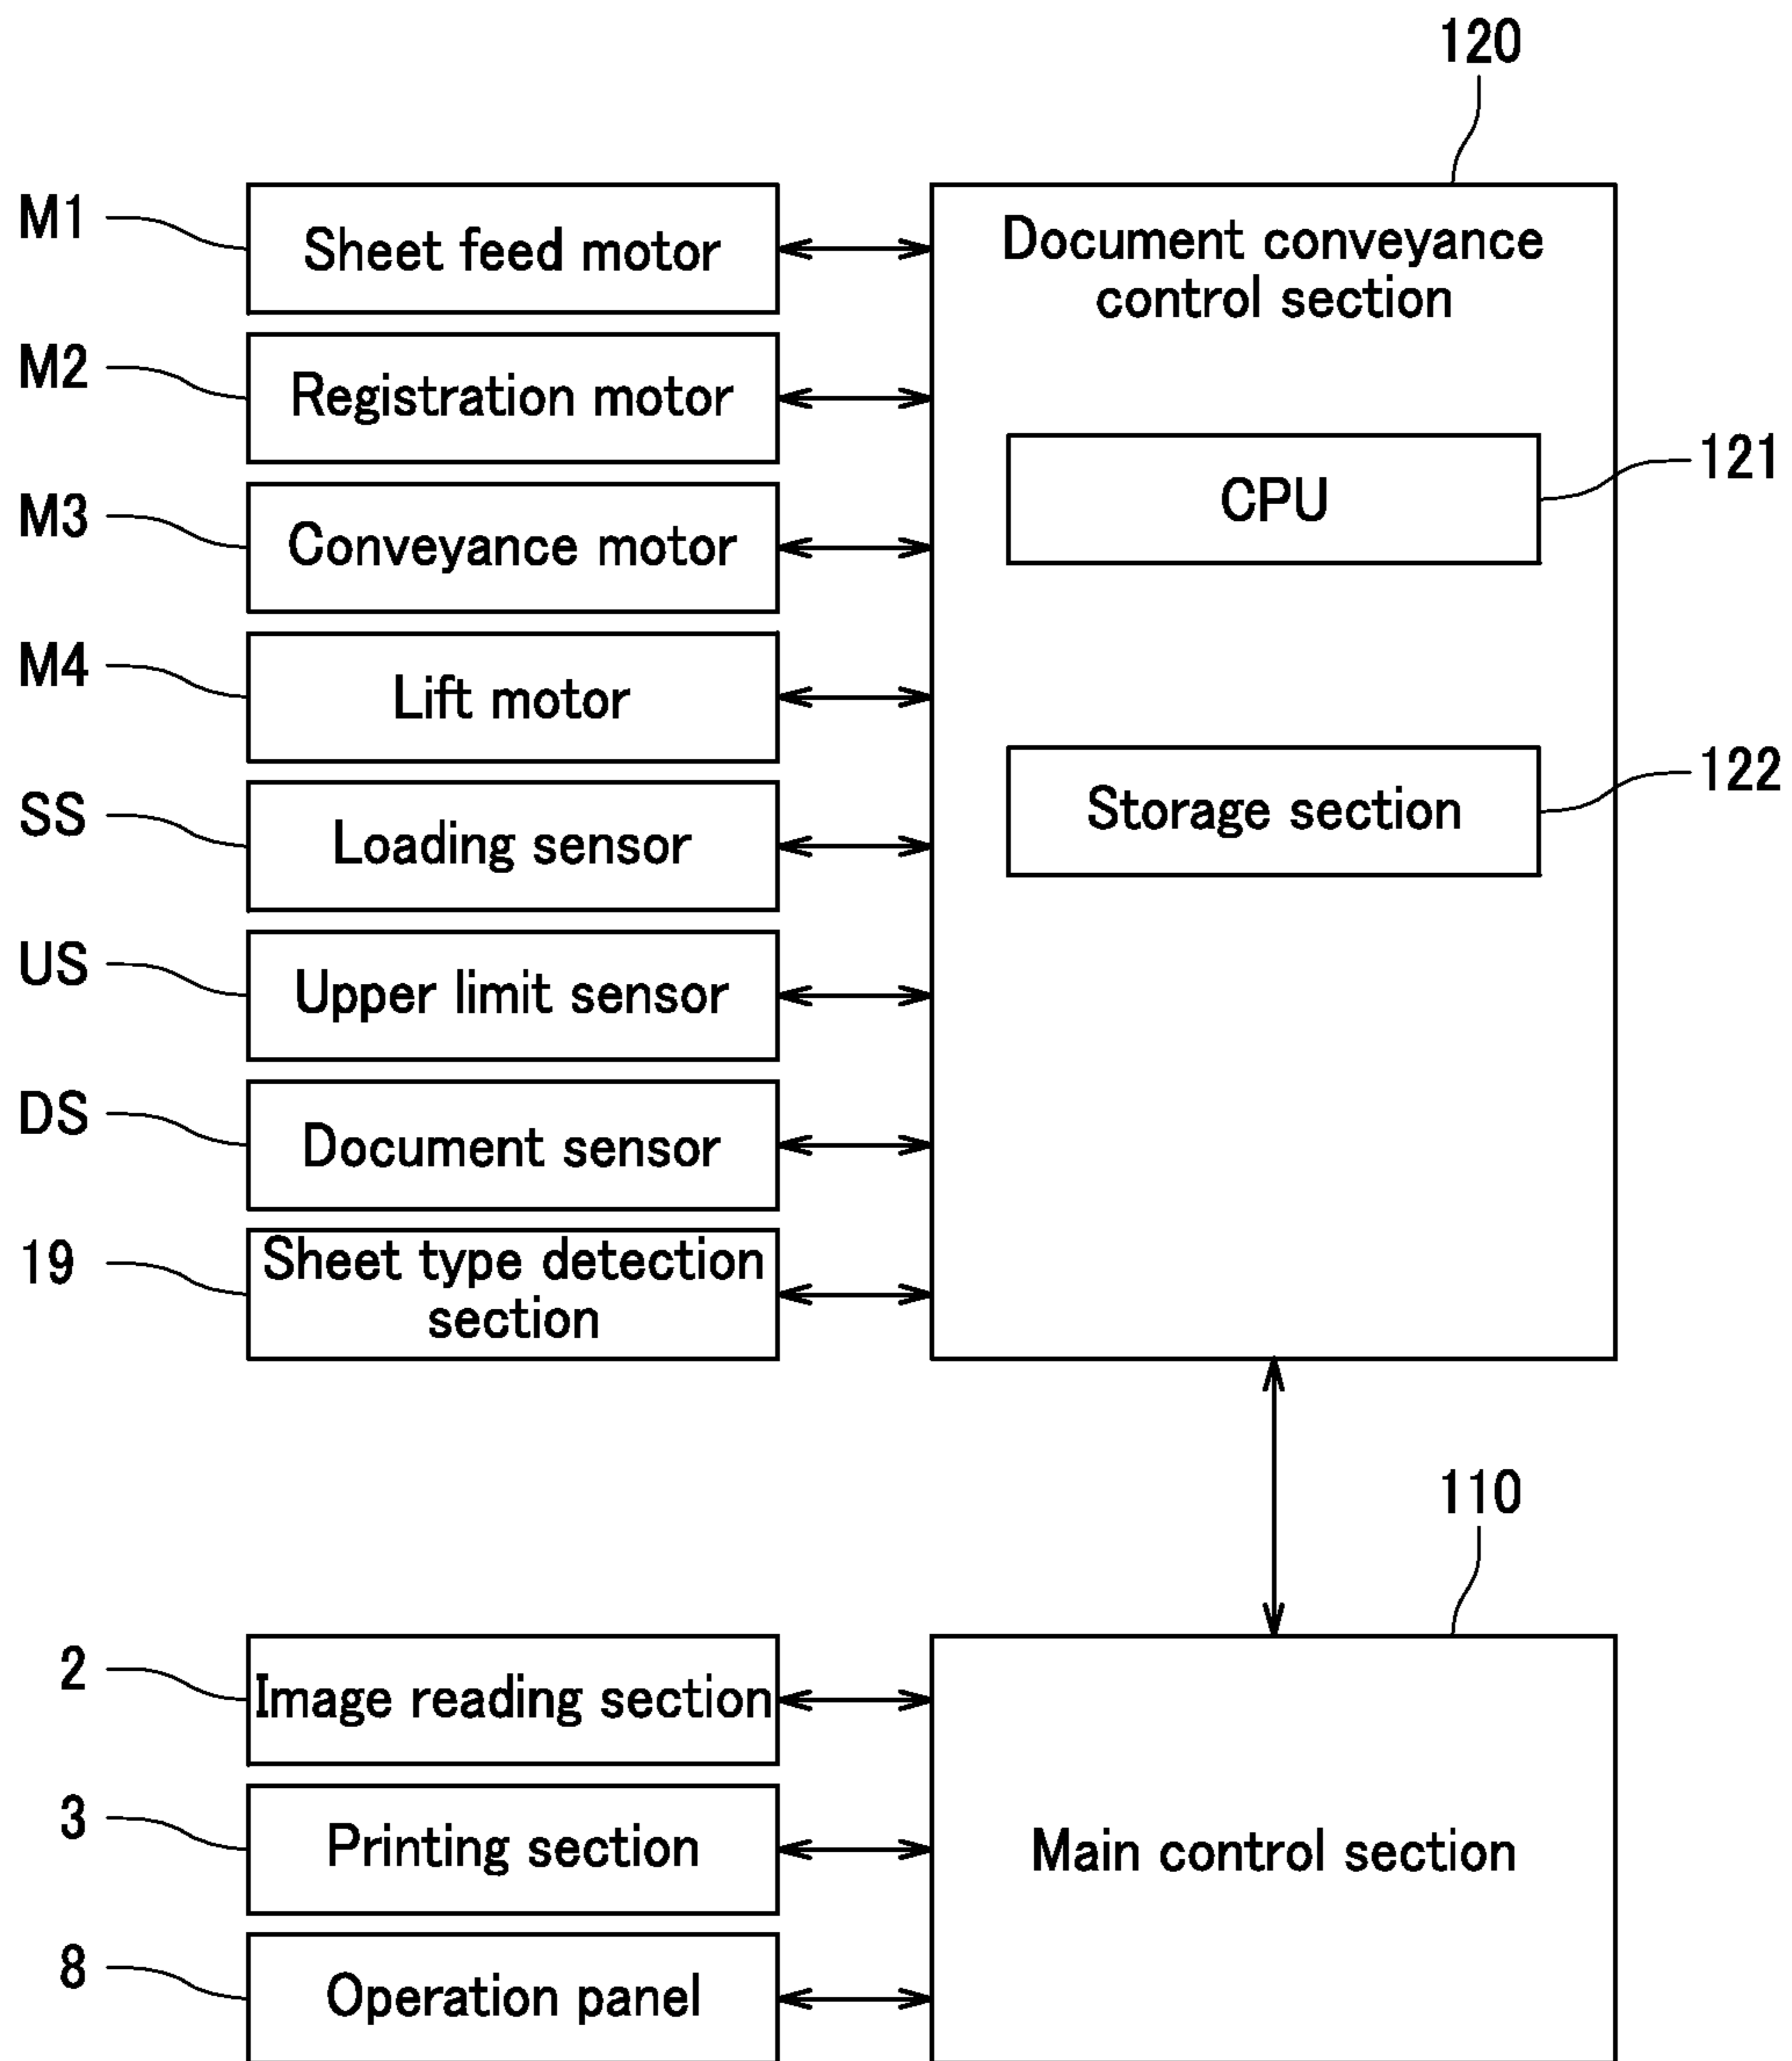 120
M1
Sheet feed motor
Document conveyance
control section
M2
Registration motor
121
CPU
M3
Conveyance motor
M4
Lift motor
122
Storage section
SS
Loading sensor
US
Upper limit sensor
DS
Document sensor
19
Sheet type detection
section
110
2
Image reading section
3
Printing section
Main control section
8
Operation panel